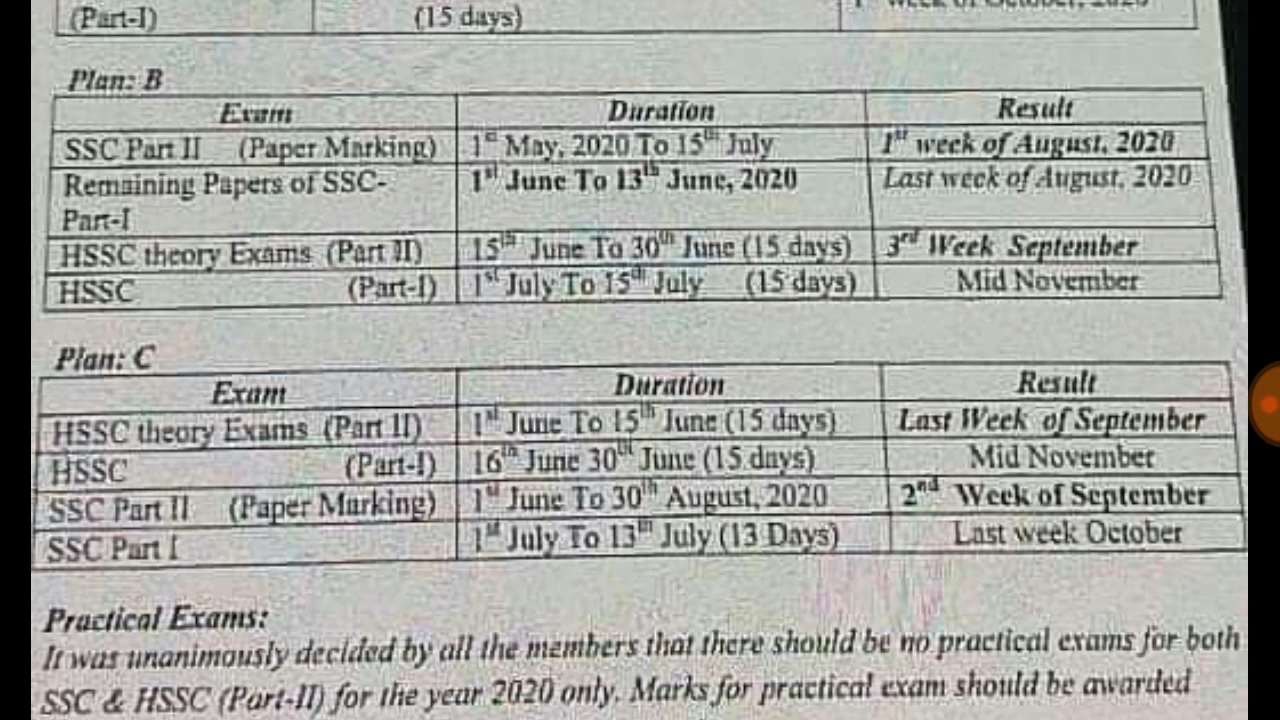 (Part-I) (15 days) week of October, 2020
Plan: B
Exam Duration Result
SSC Part II (Paper Marking) 1st May, 2020 To 15th July 1st week of August, 2020
Remaining Papers of SSC- 1st June To 13th June, 2020 Last week of August, 2020
Part-I
HSSC theory Exams (Part II) 15th June To 30th June (15 days) 3rd Week September
HSSC (Part-I) 1st July To 15th July (15 days) Mid November
Plan: C
Exam Duration Result
HSSC theory Exams (Part II) 1st June To 15th June (15 days) Last Week of September
HSSC (Part-I) 16th June 30th June (15 days) Mid November
SSC Part II (Paper Marking) 1st June To 30th August, 2020 2nd Week of September
SSC Part I 1st July To 13th July (13 Days) Last week October
Practical Exams:
It was unanimously decided by all the members that there should be no practical exams for both
SSC & HSSC (Part-II) for the year 2020 only. Marks for practical exam should be awarded